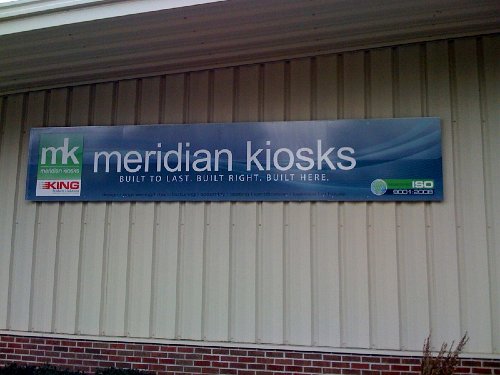 mk
meridian kiosks
KING
meridian kiosks
BUILT TO LAST. BUILT RIGHT. BUILT HERE.
ISO
9001:2008